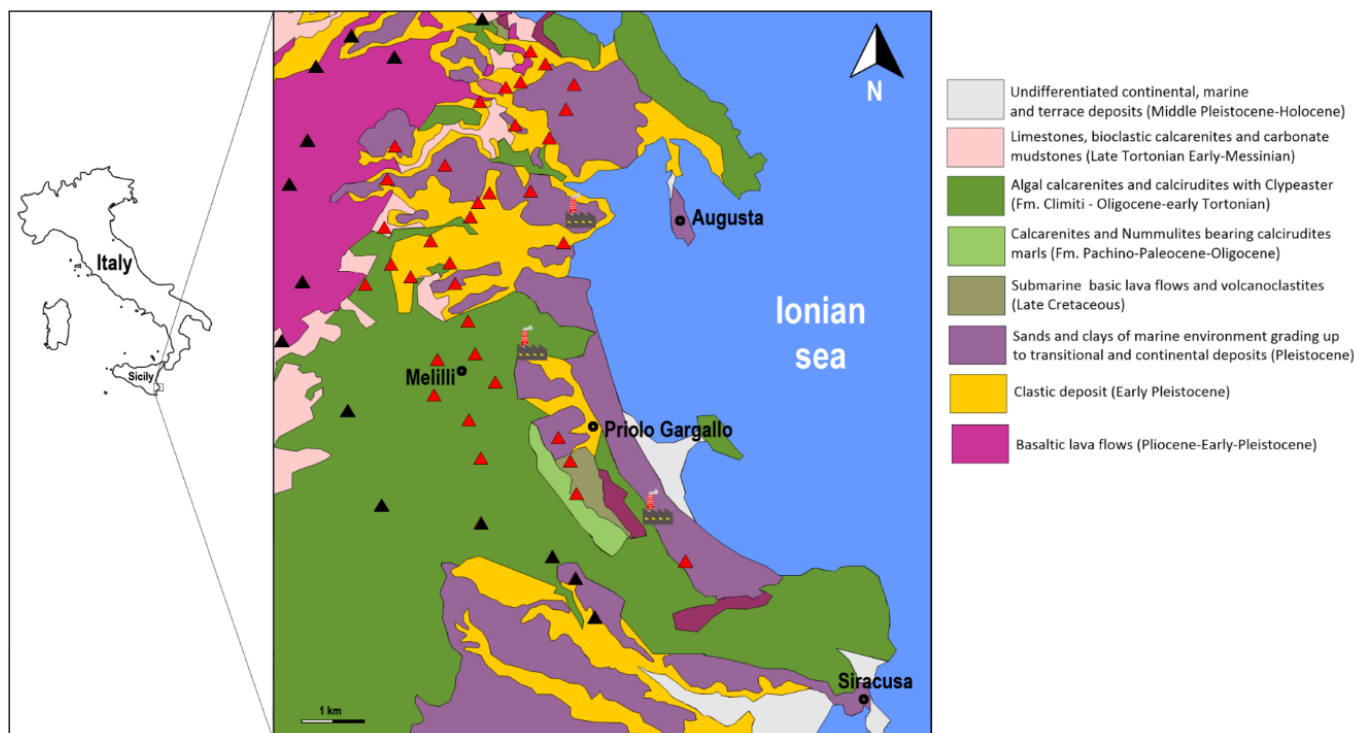 Italy
Sicily
N
Augusta
Ionian
sea
Melilli
Priolo Gargallo
Siracusa
1 km
Undifferentiated continental, marine
and terrace deposits (Middle Pleistocene-Holocene)
Limestones, bioclastic calcarenites and carbonate
mudstones (Late Tortonian Early-Messinian)
Algal calcarenites and calcirudites with Clypeaster
(Fm. Climiti - Oligocene-early Tortonian)
Calcarenites and Nummulites bearing calcirudites
marls (Fm. Pachino-Paleocene-Oligocene)
Submarine basic lava flows and volcanoclastites
(Late Cretaceous)
Sands and clays of marine environment grading up
to transitional and continental deposits (Pleistocene)
Clastic deposit (Early Pleistocene)
Basaltic lava flows (Pliocene-Early-Pleistocene)